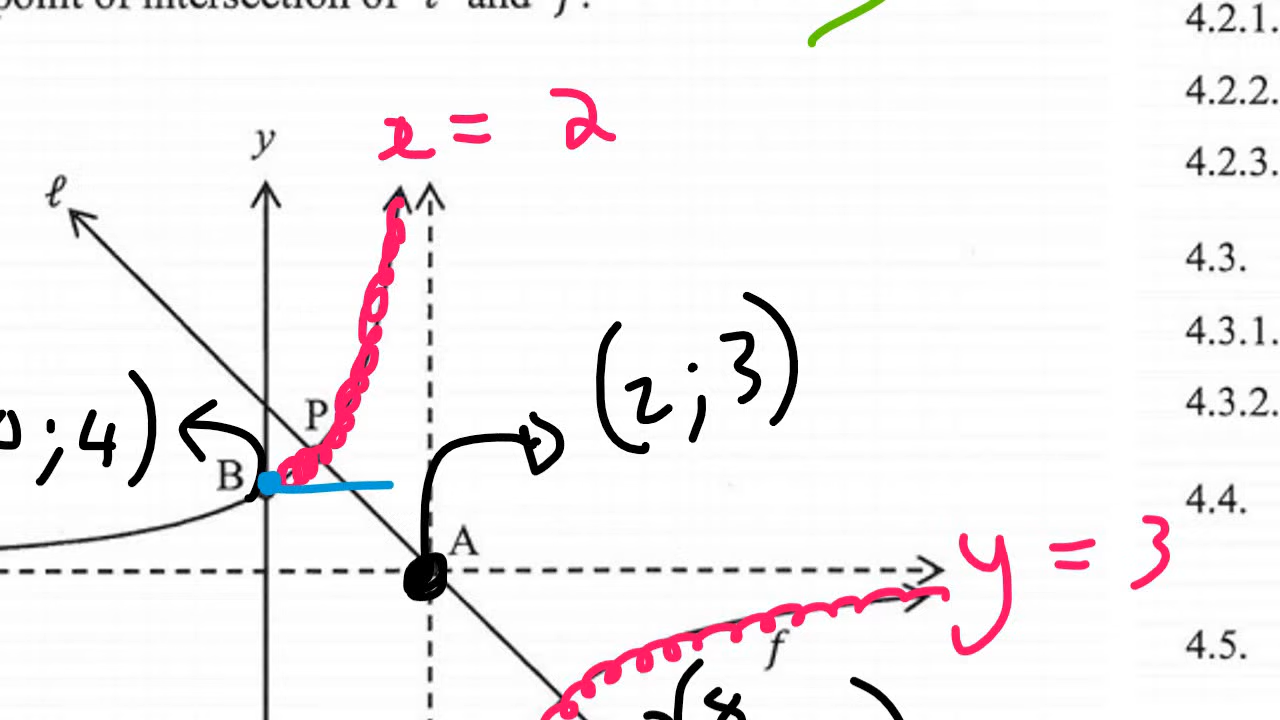 point of intersection of ℓ and f.
4.2.1.
4.2.2.
4.2.3.
4.3.
4.3.1.
4.3.2.
4.4.
4.5.
x = 2
y
ℓ
(2;3)
P
;4)
B
A
y = 3
f
(8